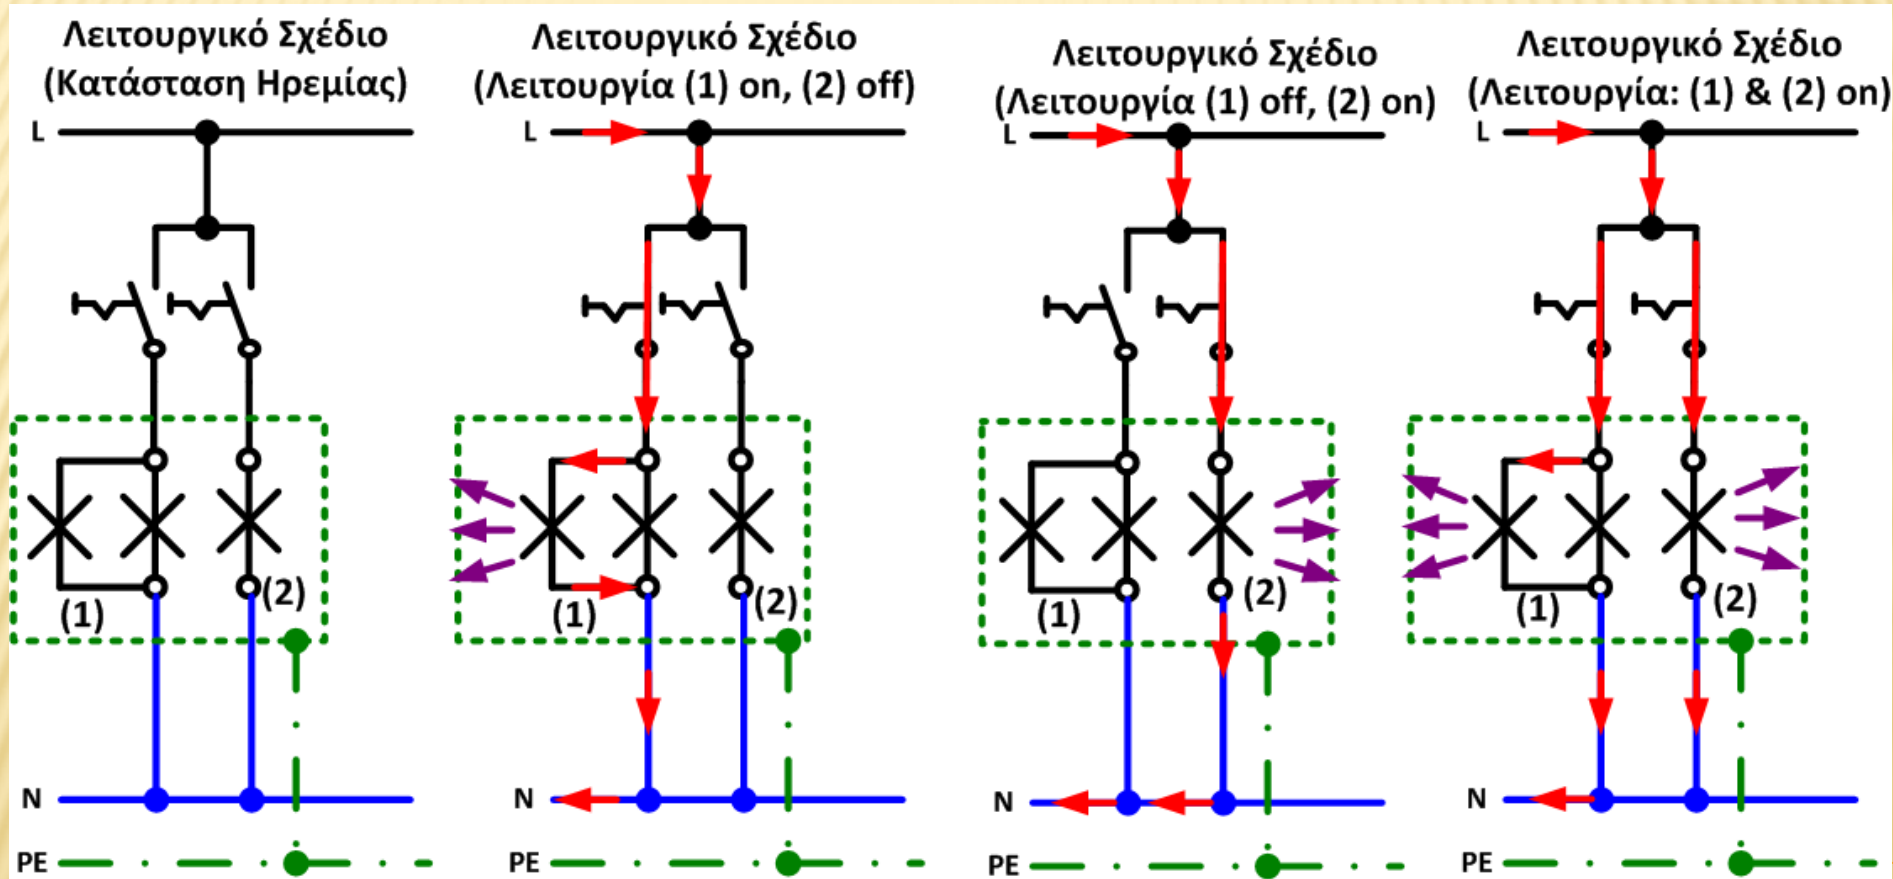 Λειτουργικό Σχέδιο
(Κατάσταση Ηρεμίας)
L
(1)
(2)
N
PE
Λειτουργικό Σχέδιο
(Λειτουργία (1) on, (2) off)
L
(1)
(2)
N
PE
Λειτουργικό Σχέδιο
(Λειτουργία (1) off, (2) on)
L
(1)
(2)
N
PE
Λειτουργικό Σχέδιο
(Λειτουργία: (1) & (2) on)
L
(1)
(2)
N
PE